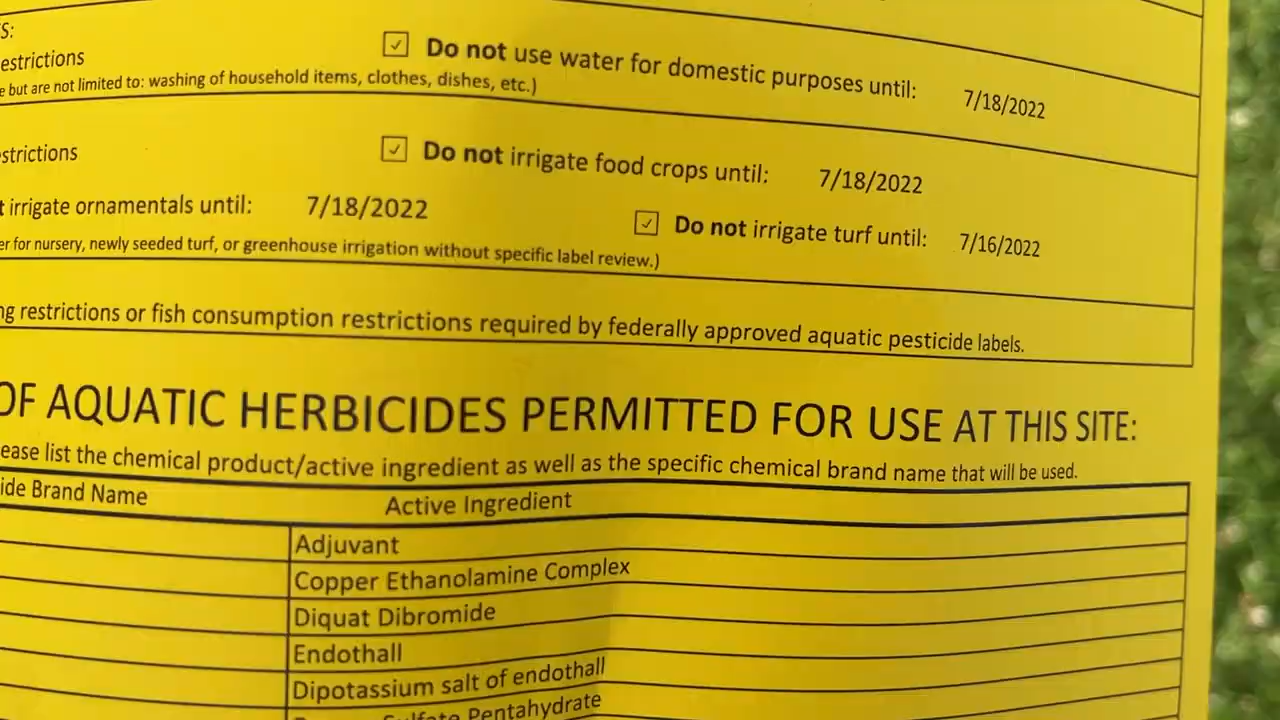 S:
estrictions
☑ Do not use water for domestic purposes until: 7/18/2022
e but are not limited to: washing of household items, clothes, dishes, etc.)
strictions
☑ Do not irrigate food crops until: 7/18/2022
t irrigate ornamentals until: 7/18/2022
☑ Do not irrigate turf until: 7/16/2022
er for nursery, newly seeded turf, or greenhouse irrigation without specific label review.)
ng restrictions or fish consumption restrictions required by federally approved aquatic pesticide labels.
OF AQUATIC HERBICIDES PERMITTED FOR USE AT THIS SITE:
ease list the chemical product/active ingredient as well as the specific chemical brand name that will be used.
ide Brand Name Active Ingredient
Adjuvant
Copper Ethanolamine Complex
Diquat Dibromide
Endothall
Dipotassium salt of endothall
Sulfate Pentahydrate